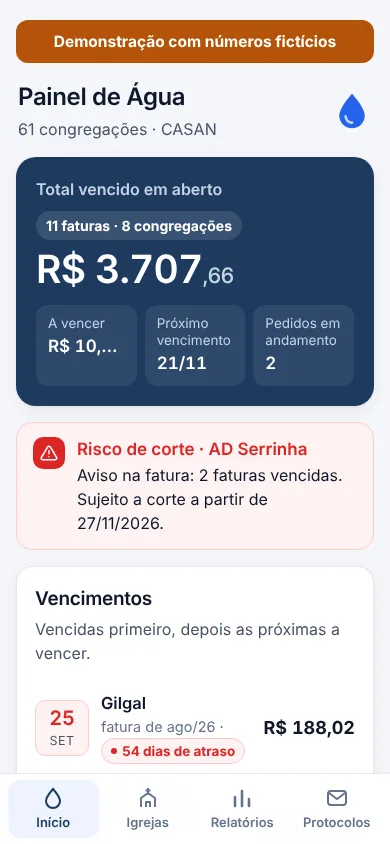 Demonstração com números fictícios
Painel de Água
61 congregações · CASAN
Total vencido em aberto
11 faturas · 8 congregações
R$ 3.707,66
A vencer
R$ 10,...
Próximo
vencimento
21/11
Pedidos em
andamento
2
Risco de corte · AD Serrinha
Aviso na fatura: 2 faturas vencidas.
Sujeito a corte a partir de
27/11/2026.
Vencimentos
Vencidas primeiro, depois as próximas a
vencer.
25
SET
Gilgal
fatura de ago/26 ·
54 dias de atraso
R$ 188,02
Início
Igrejas
Relatórios
Protocolos